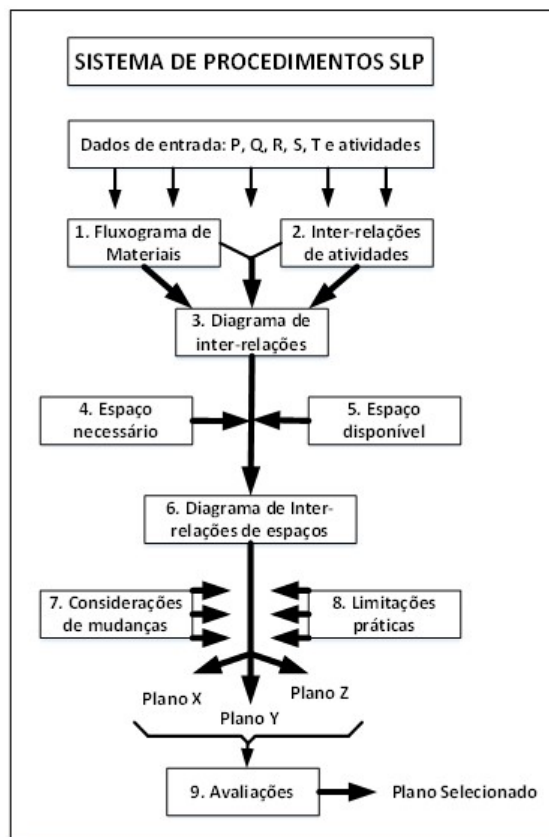 SISTEMA DE PROCEDIMENTOS SLP
Dados de entrada: P, Q, R, S, T e atividades
1. Fluxograma de
Materiais
2. Inter-relações
de atividades
3. Diagrama de
inter-relações
4. Espaço
necessário
5. Espaço
disponível
6. Diagrama de Inter-
relações de espaços
7. Considerações
de mudanças
8. Limitações
práticas
Plano X
Plano Y
Plano Z
9. Avaliações
Plano Selecionado